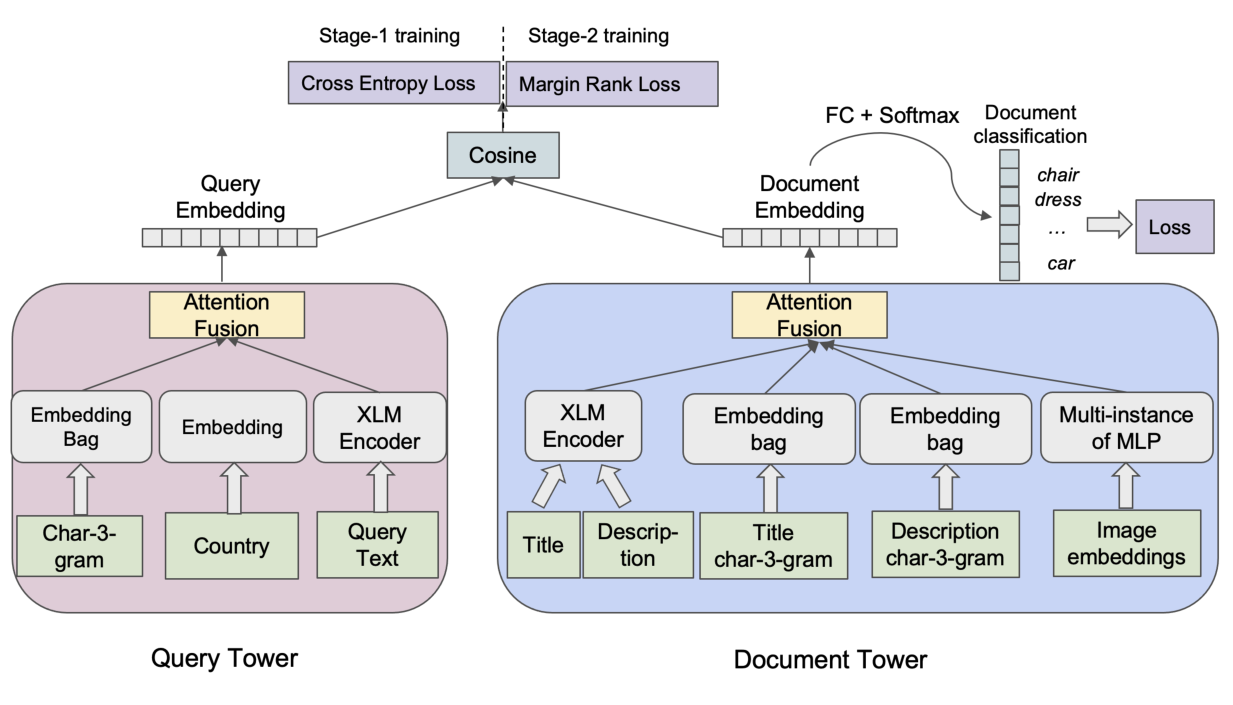 Stage-1 training
Stage-2 training
Cross Entropy Loss
Margin Rank Loss
Cosine
FC + Softmax
Document
classification
chair
dress
...
car
Loss
Query
Embedding
Document
Embedding
Attention
Fusion
Embedding
Bag
Embedding
XLM
Encoder
Char-3-
gram
Country
Query
Text
Query Tower
Attention
Fusion
XLM
Encoder
Embedding
bag
Embedding
bag
Multi-instance
of MLP
Title
Descrip-
tion
Title
char-3-gram
Description
char-3-gram
Image
embeddings
Document Tower